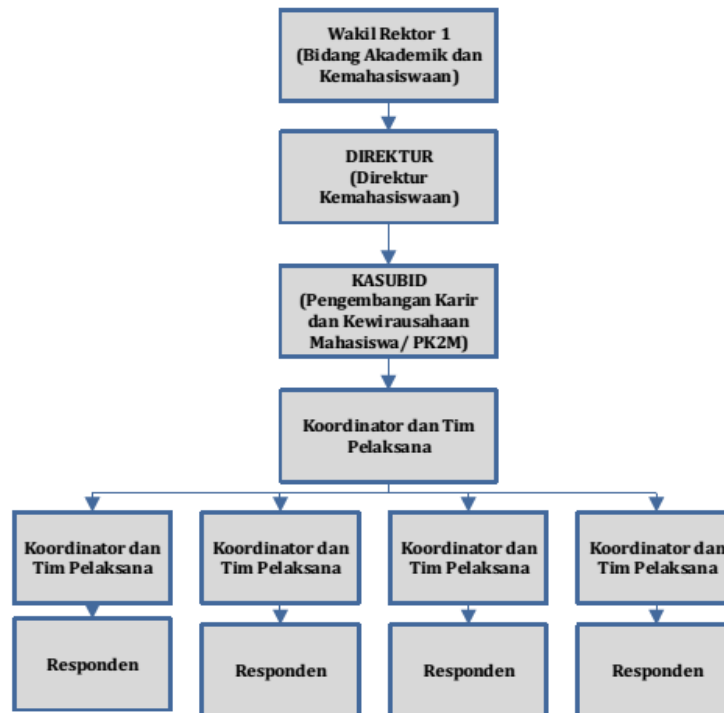 Wakil Rektor 1
(Bidang Akademik dan
Kemahasiswaan)
DIREKTUR
(Direktur
Kemahasiswaan)
KASUBID
(Pengembangan Karir
dan Kewirausahaan
Mahasiswa/ PK2M)
Koordinator dan Tim
Pelaksana
Koordinator dan
Tim Pelaksana
Koordinator dan
Tim Pelaksana
Koordinator dan
Tim Pelaksana
Koordinator dan
Tim Pelaksana
Responden
Responden
Responden
Responden